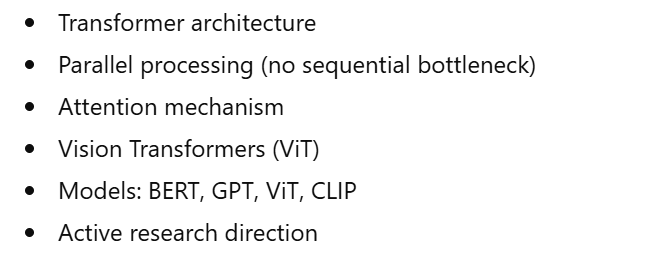 • Transformer architecture
• Parallel processing (no sequential bottleneck)
• Attention mechanism
• Vision Transformers (ViT)
• Models: BERT, GPT, ViT, CLIP
• Active research direction